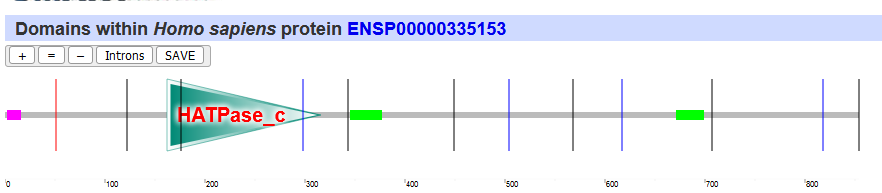 Domains within Homo sapiens protein ENSP00000335153
+ = − Introns SAVE
HATPase_c
0 100 200 300 400 500 600 700 800